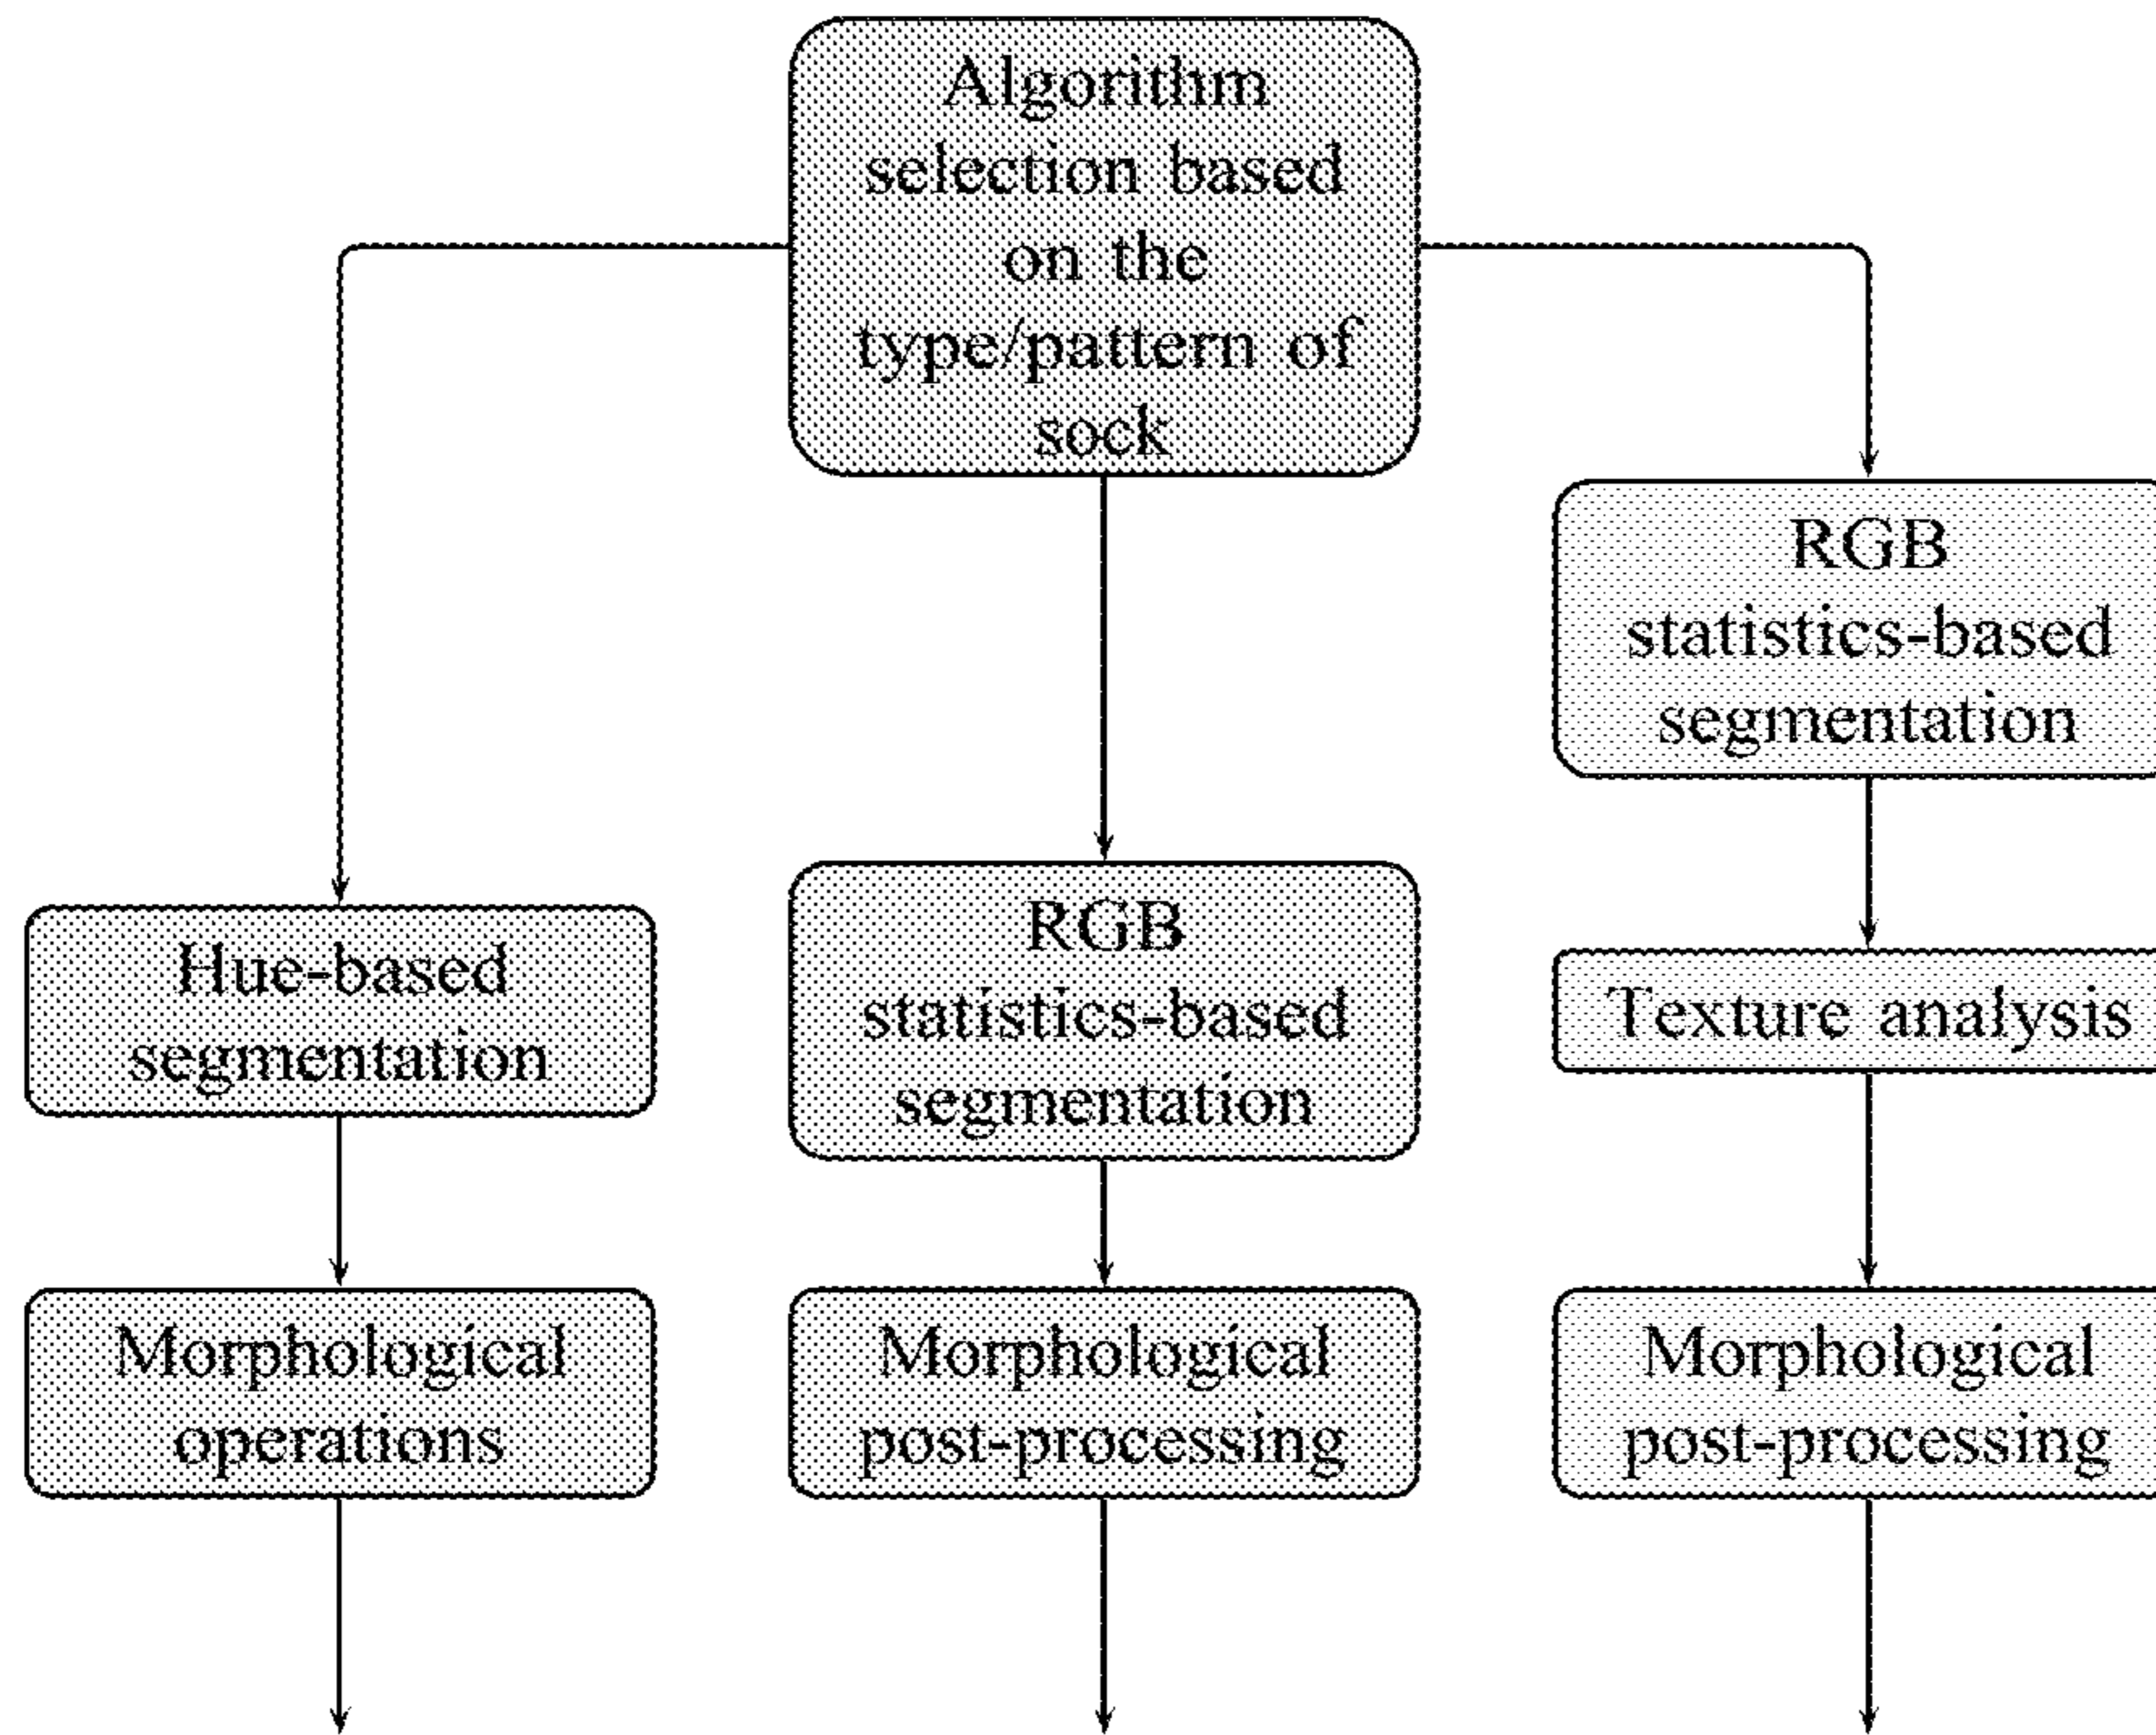 Algorithm
selection based
on the
type/pattern of
sock
Hue-based
segmentation
Morphological
operations
RGB
statistics-based
segmentation
Morphological
post-processing
RGB
statistics-based
segmentation
Texture analysis
Morphological
post-processing